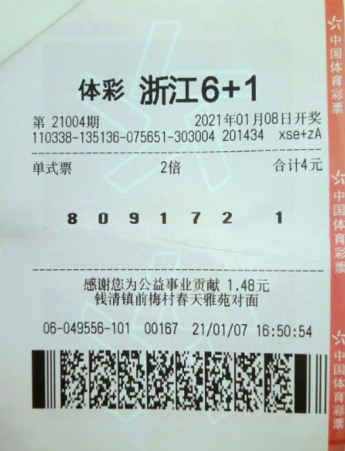 体彩 浙江6+1
第 21004期 2021年01月08日开奖
110338-135136-075651-303004 201434 xse+zA
单式票 2倍 合计4元
8 0 9 1 7 2 1
感谢您为公益事业贡献 1.48元
钱清镇前梅村春天雅苑对面
06-049556-101 00167 21/01/07 16:50:54
中国体育彩票
中国体育彩票
中国体育彩票